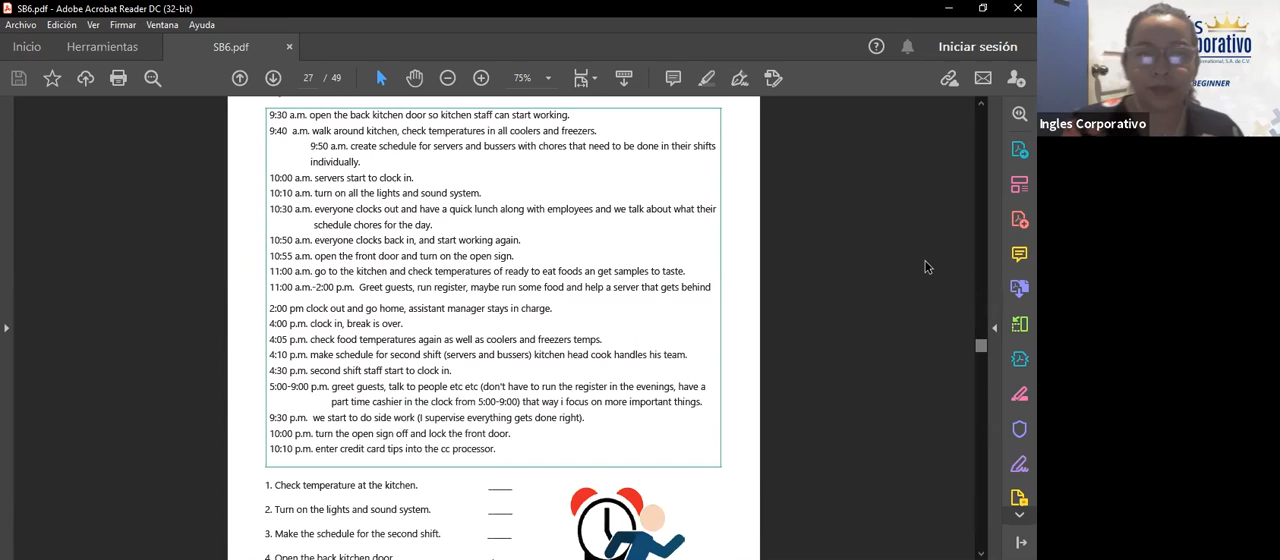 SB6.pdf - Adobe Acrobat Reader DC (32-bit)
Archivo Edición Ver Firmar Ventana Ayuda
Inicio Herramientas SB6.pdf × Iniciar sesión
27 / 49 75%
9:30 a.m. open the back kitchen door so kitchen staff can start working.
9:40 a.m. walk around kitchen, check temperatures in all coolers and freezers.
9:50 a.m. create schedule for servers and bussers with chores that need to be done in their shifts
individually.
10:00 a.m. servers start to clock in.
10:10 a.m. turn on all the lights and sound system.
10:30 a.m. everyone clocks out and have a quick lunch along with employees and we talk about what their
schedule chores for the day.
10:50 a.m. everyone clocks back in, and start working again.
10:55 a.m. open the front door and turn on the open sign.
11:00 a.m. go to the kitchen and check temperatures of ready to eat foods an get samples to taste.
11:00 a.m.-2:00 p.m. Greet guests, run register, maybe run some food and help a server that gets behind
2:00 pm clock out and go home, assistant manager stays in charge.
4:00 p.m. clock in, break is over.
4:05 p.m. check food temperatures again as well as coolers and freezers temps.
4:10 p.m. make schedule for second shift (servers and bussers) kitchen head cook handles his team.
4:30 p.m. second shift staff start to clock in.
5:00-9:00 p.m. greet guests, talk to people etc etc (don't have to run the register in the evenings, have a
part time cashier in the clock from 5:00-9:00) that way i focus on more important things.
9:30 p.m. we start to do side work (I supervise everything gets done right).
10:00 p.m. turn the open sign off and lock the front door.
10:10 p.m. enter credit card tips into the cc processor.
1. Check temperature at the kitchen. _____
2. Turn on the lights and sound system. _____
3. Make the schedule for the second shift. _____
4. Open the back kitchen door
Ingles Corporativo
BEGINNER